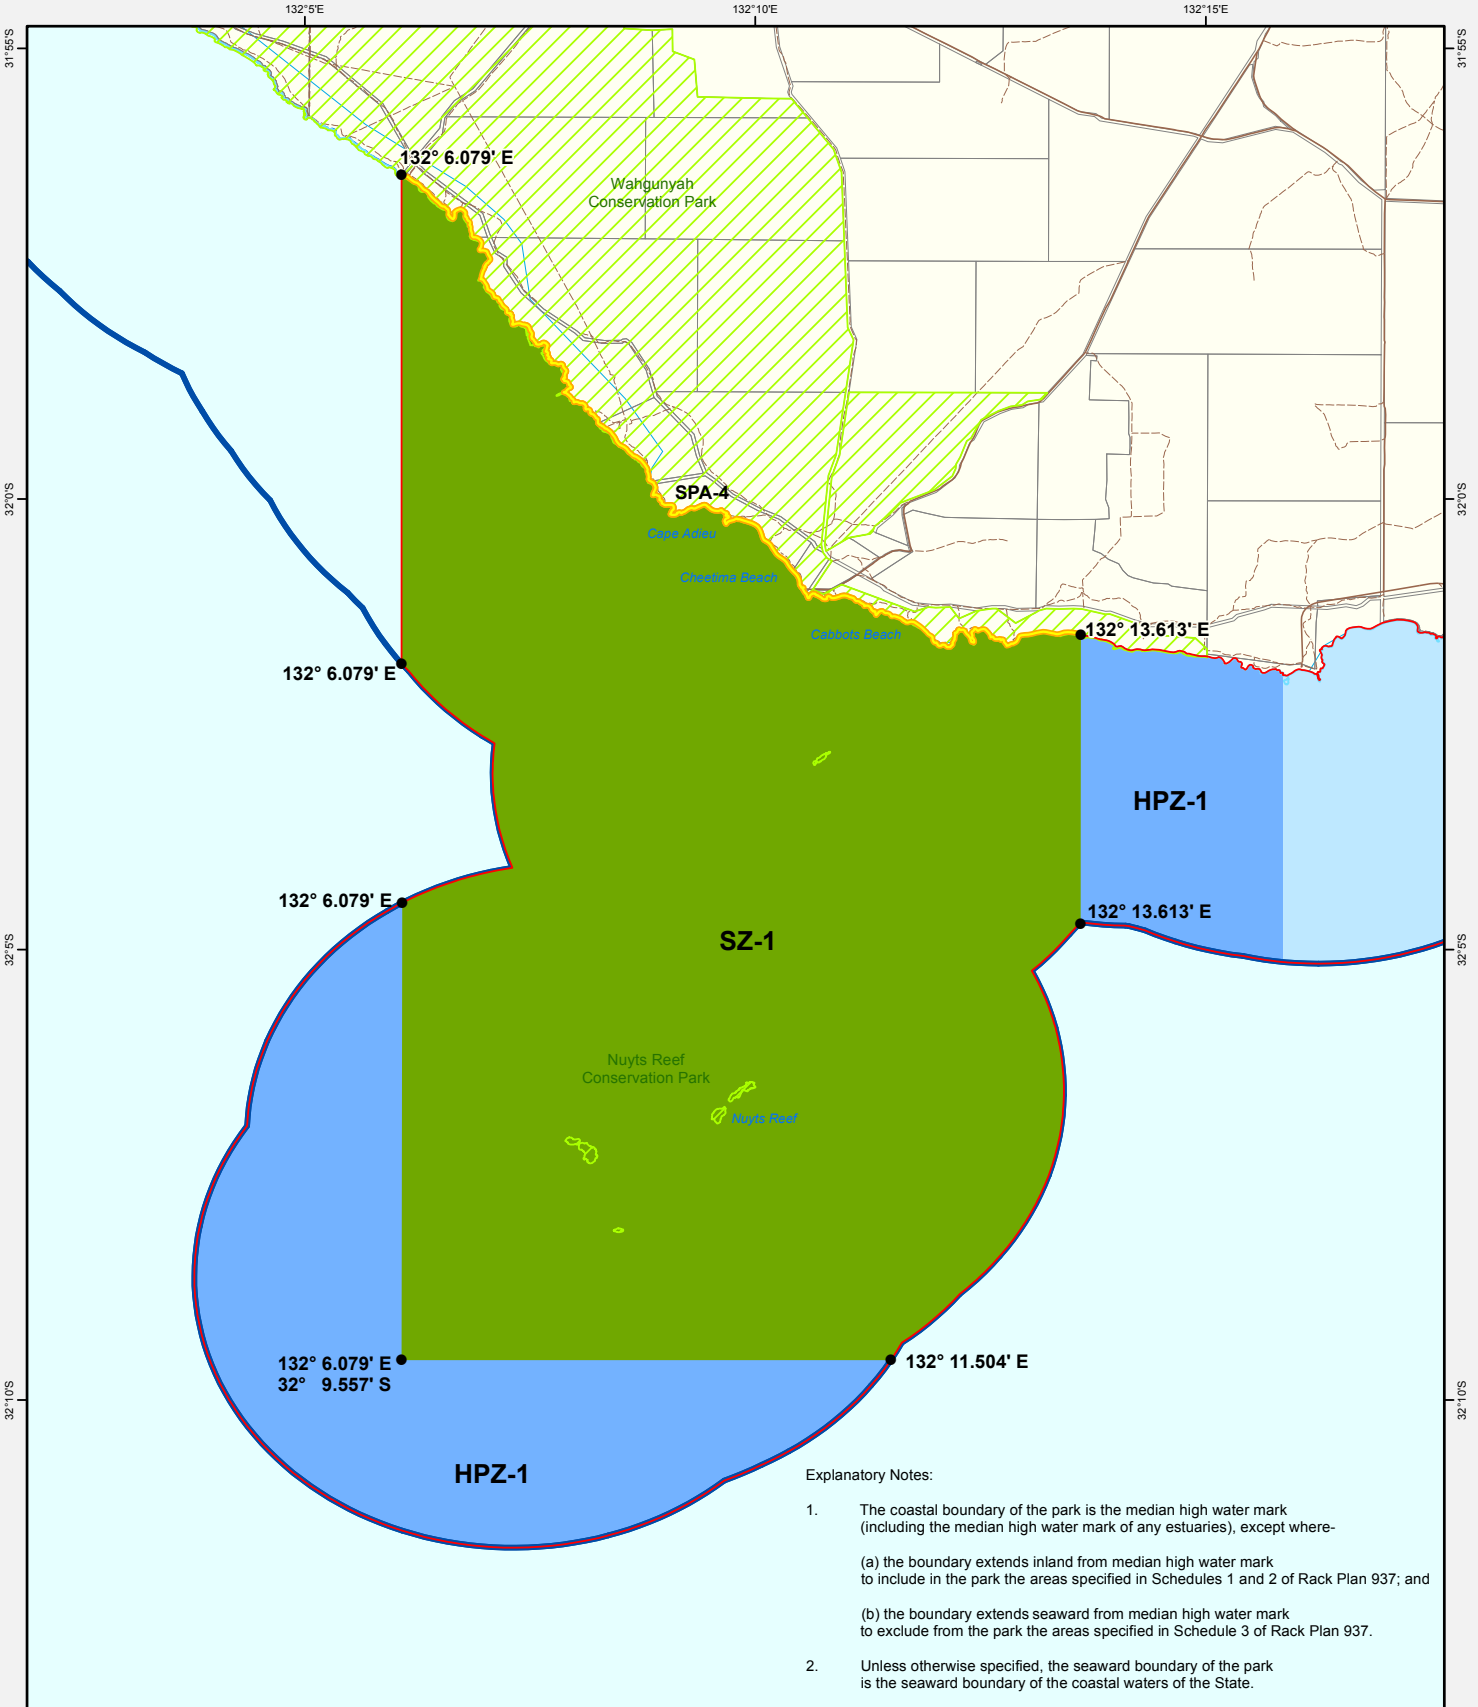 132°5'E
132°10'E
132°15'E
31°55'S
31°55'S
132° 6.079' E
Wahgunyah
Conservation Park
32°0'S
SPA-4
32°0'S
Cape Adieu
Cheetima Beach
Cabbots Beach
132° 13.613' E
132° 6.079' E
HPZ-1
132° 6.079' E
132° 13.613' E
SZ-1
32°5'S
32°5'S
Nuyts Reef
Conservation Park
Nuyts Reef
132° 6.079' E
32° 9.557' S
132° 11.504' E
32°10'S
32°10'S
HPZ-1
Explanatory Notes:
1. The coastal boundary of the park is the median high water mark
(including the median high water mark of any estuaries), except where-
(a) the boundary extends inland from median high water mark
to include in the park the areas specified in Schedules 1 and 2 of Rack Plan 937; and
(b) the boundary extends seaward from median high water mark
to exclude from the park the areas specified in Schedule 3 of Rack Plan 937.
2. Unless otherwise specified, the seaward boundary of the park
is the seaward boundary of the coastal waters of the State.